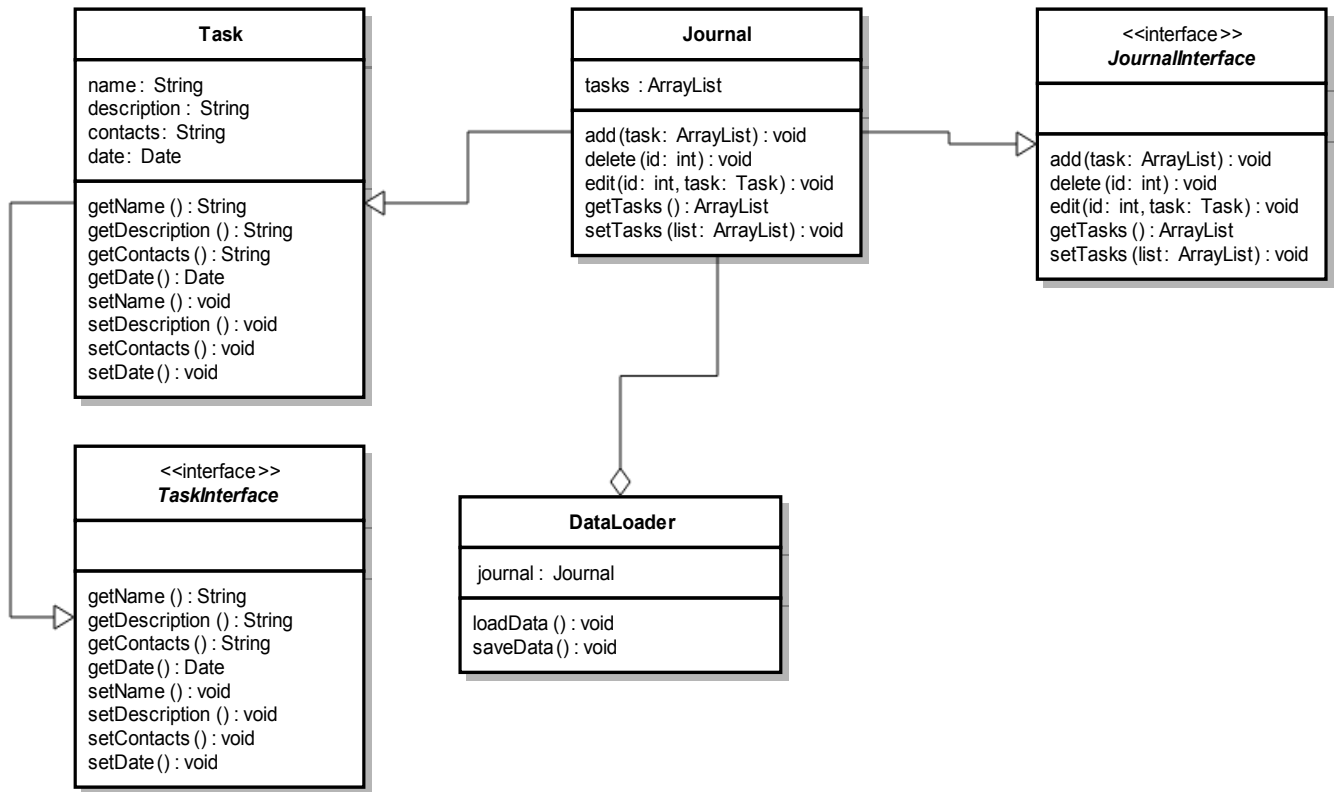 Task
name: String
description: String
contacts: String
date: Date
getName(): String
getDescription(): String
getContacts(): String
getDate(): Date
setName(): void
setDescription(): void
setContacts(): void
setDate(): void
Journal
tasks: ArrayList
add(task: ArrayList): void
delete(id: int): void
edit(id: int, task: Task): void
getTasks(): ArrayList
setTasks(list: ArrayList): void
<<interface>>
JournalInterface
add(task: ArrayList): void
delete(id: int): void
edit(id: int, task: Task): void
getTasks(): ArrayList
setTasks(list: ArrayList): void
<<interface>>
TaskInterface
getName(): String
getDescription(): String
getContacts(): String
getDate(): Date
setName(): void
setDescription(): void
setContacts(): void
setDate(): void
DataLoader
journal: Journal
loadData(): void
saveData(): void